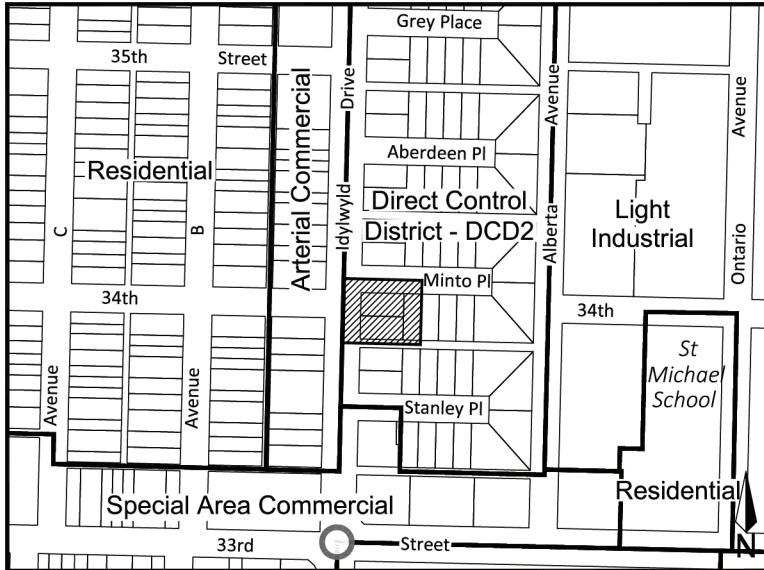 Grey Place
35th
Street
Drive
Avenue
Avenue
Aberdeen Pl
Residential
Arterial Commercial
Idylwyld
Direct Control
District - DCD2
Alberta
Light
Industrial
Ontario
C
B
Minto Pl
34th
34th
St
Michael
School
Avenue
Avenue
Stanley Pl
Special Area Commercial
Residential
33rd
Street
N